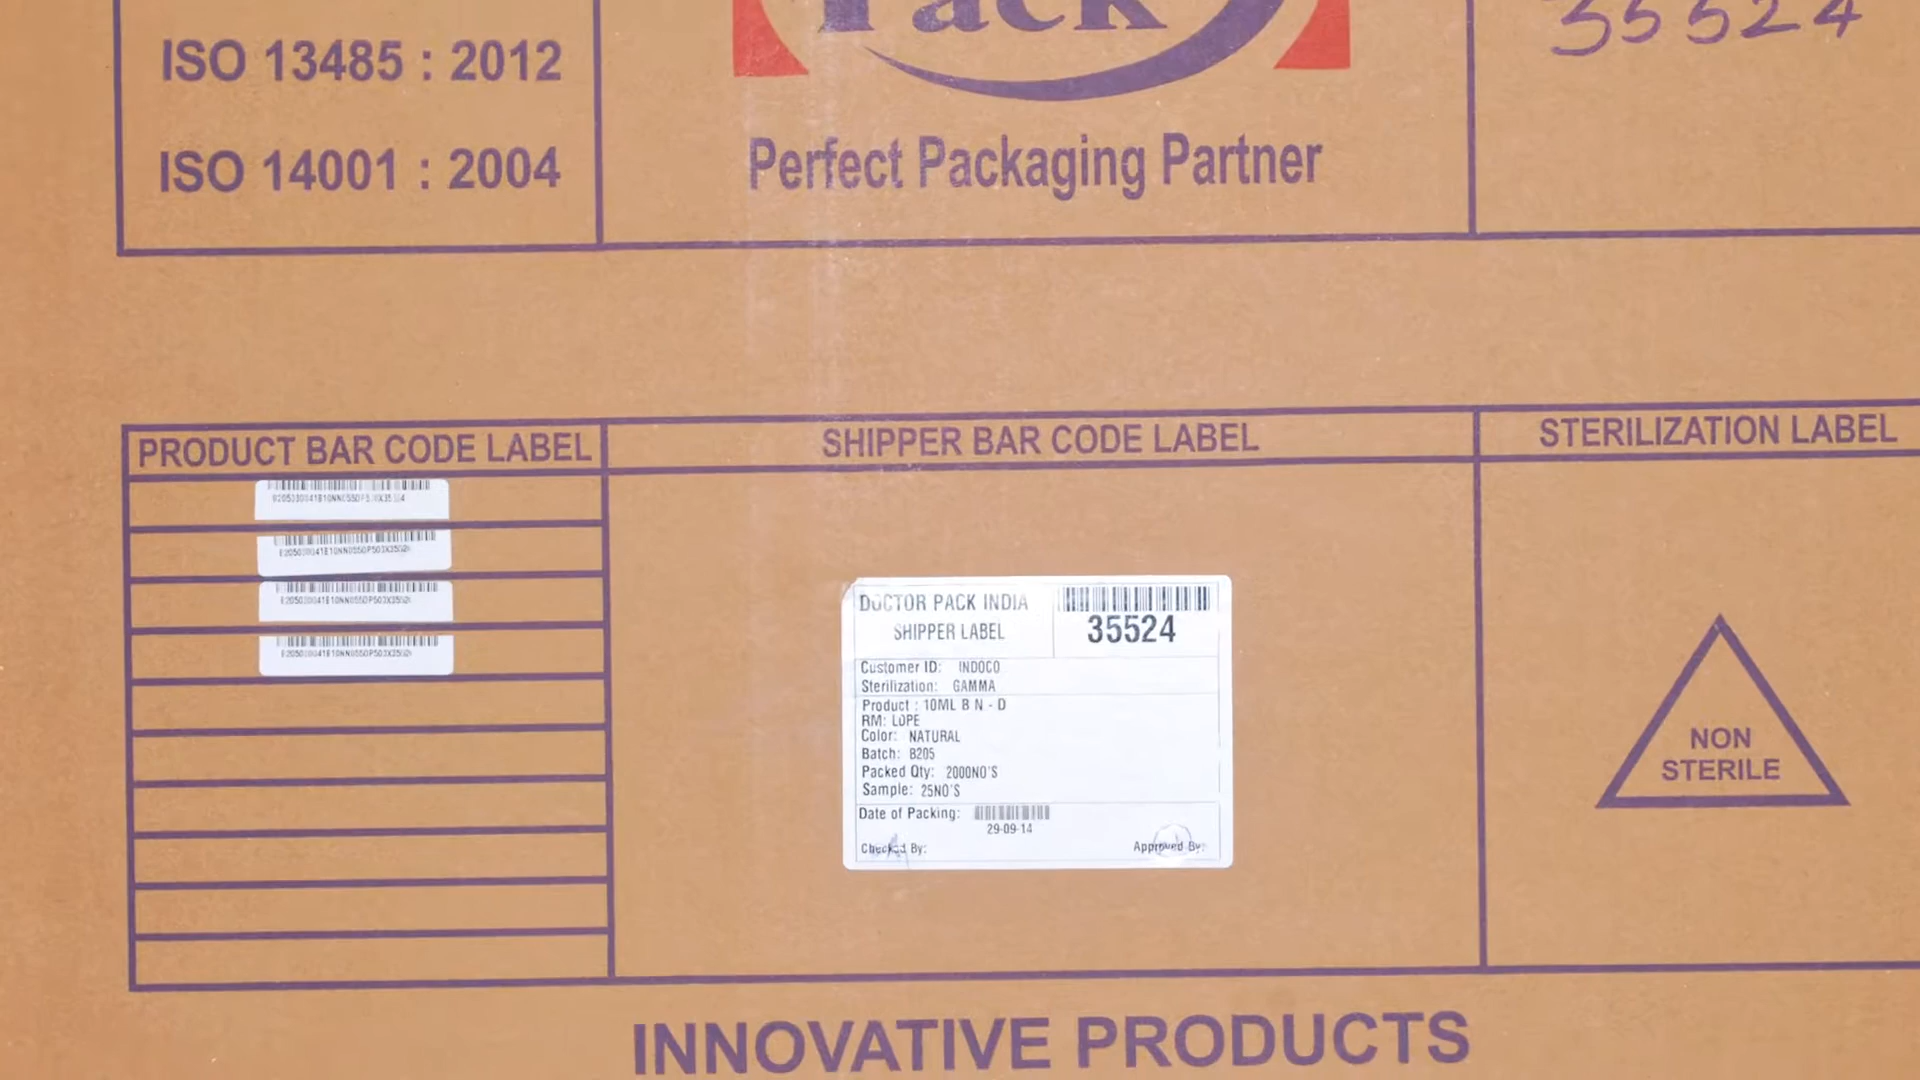 ISO 13485 : 2012
ISO 14001 : 2004
Pack
Perfect Packaging Partner
35524
PRODUCT BAR CODE LABEL
SHIPPER BAR CODE LABEL
STERILIZATION LABEL
DOCTOR PACK INDIA
SHIPPER LABEL
35524
Customer ID: INDOCO
Sterilization: GAMMA
Product : 10ML B N - D
RM: LDPE
Color: NATURAL
Batch: B205
Packed Qty: 2000NO'S
Sample: 25NO'S
Date of Packing:
29-09-14
Checked By:
Approved By:
NON
STERILE
INNOVATIVE PRODUCTS